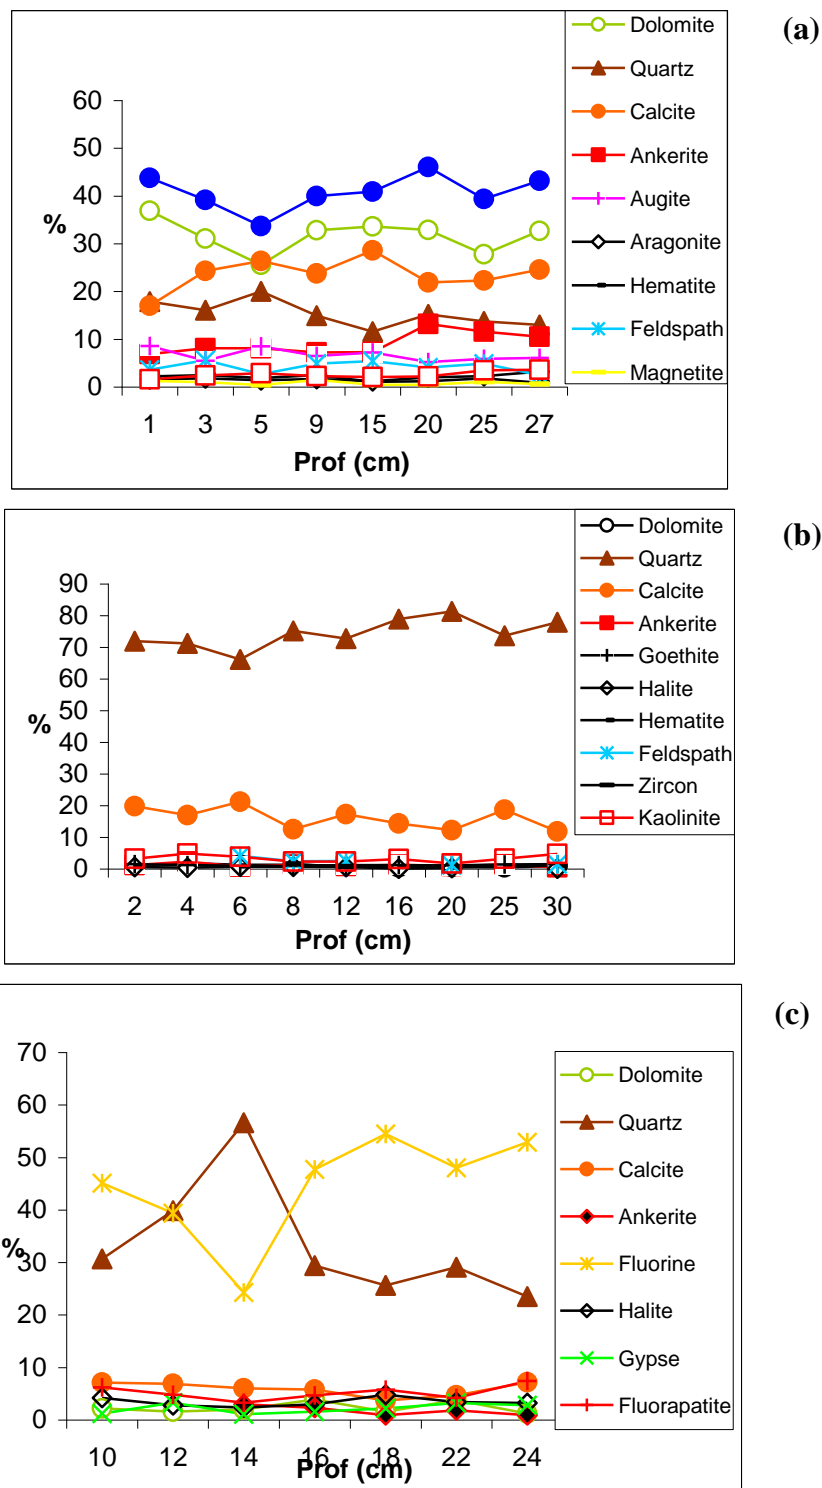 (a)
Dolomite
Quartz
Calcite
Ankerite
Augite
Aragonite
Hematite
Feldspath
Magnetite
60
50
40
30
20
10
0
%
1 3 5 9 15 20 25 27
Prof (cm)
(b)
Dolomite
Quartz
Calcite
Ankerite
Goethite
Halite
Hematite
Feldspath
Zircon
Kaolinite
90
80
70
60
50
40
30
20
10
0
%
2 4 6 8 12 16 20 25 30
Prof (cm)
(c)
Dolomite
Quartz
Calcite
Ankerite
Fluorine
Halite
Gypse
Fluorapatite
70
60
50
40
30
20
10
0
%
10 12 14 16 18 22 24
Prof (cm)